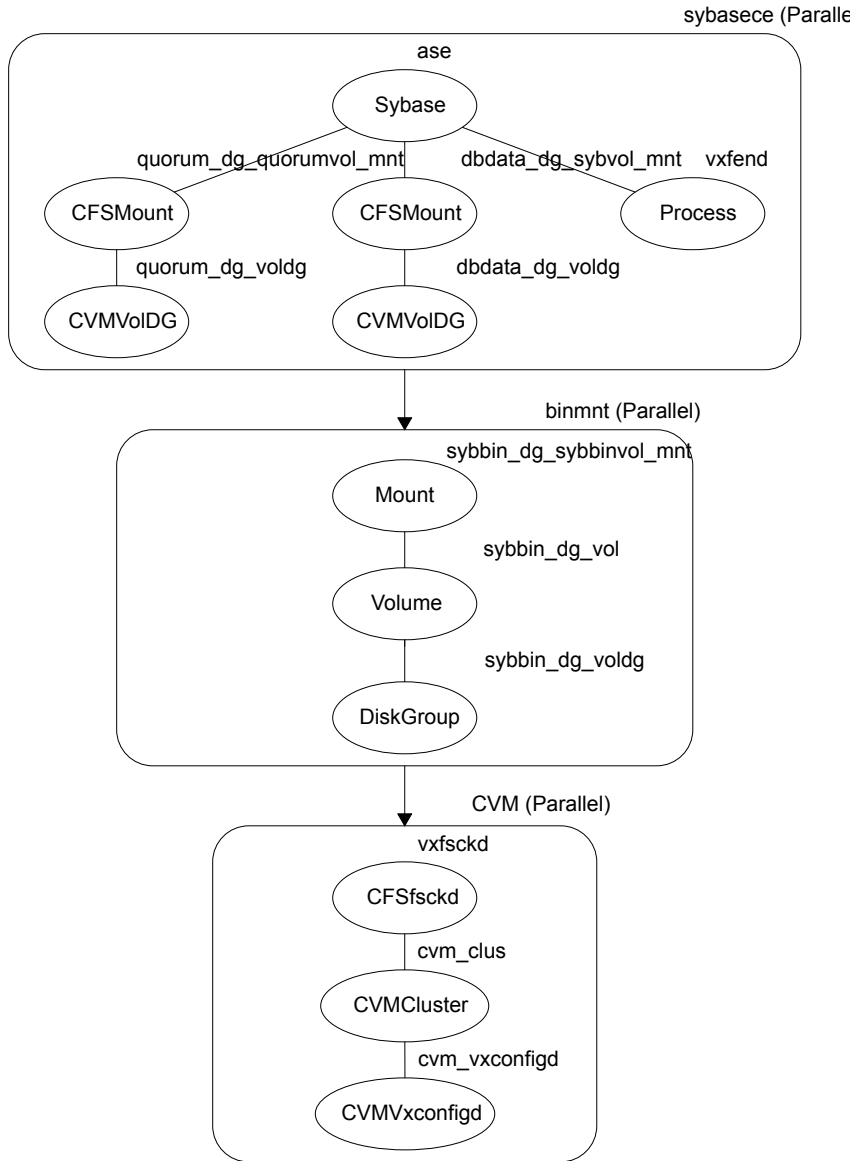 sybasece (Paralle
ase
Sybase
quorum_dg_quorumvol_mnt
dbdata_dg_sybvol_mnt
vxfend
CFSMount
CFSMount
Process
quorum_dg_voldg
dbdata_dg_voldg
CVMVolDG
CVMVolDG
binmnt (Parallel)
sybbin_dg_sybbinvol_mnt
Mount
sybbin_dg_vol
Volume
sybbin_dg_voldg
DiskGroup
CVM (Parallel)
vxfsckd
CFSfsckd
cvm_clus
CVMCluster
cvm_vxconfigd
CVMVxconfigd